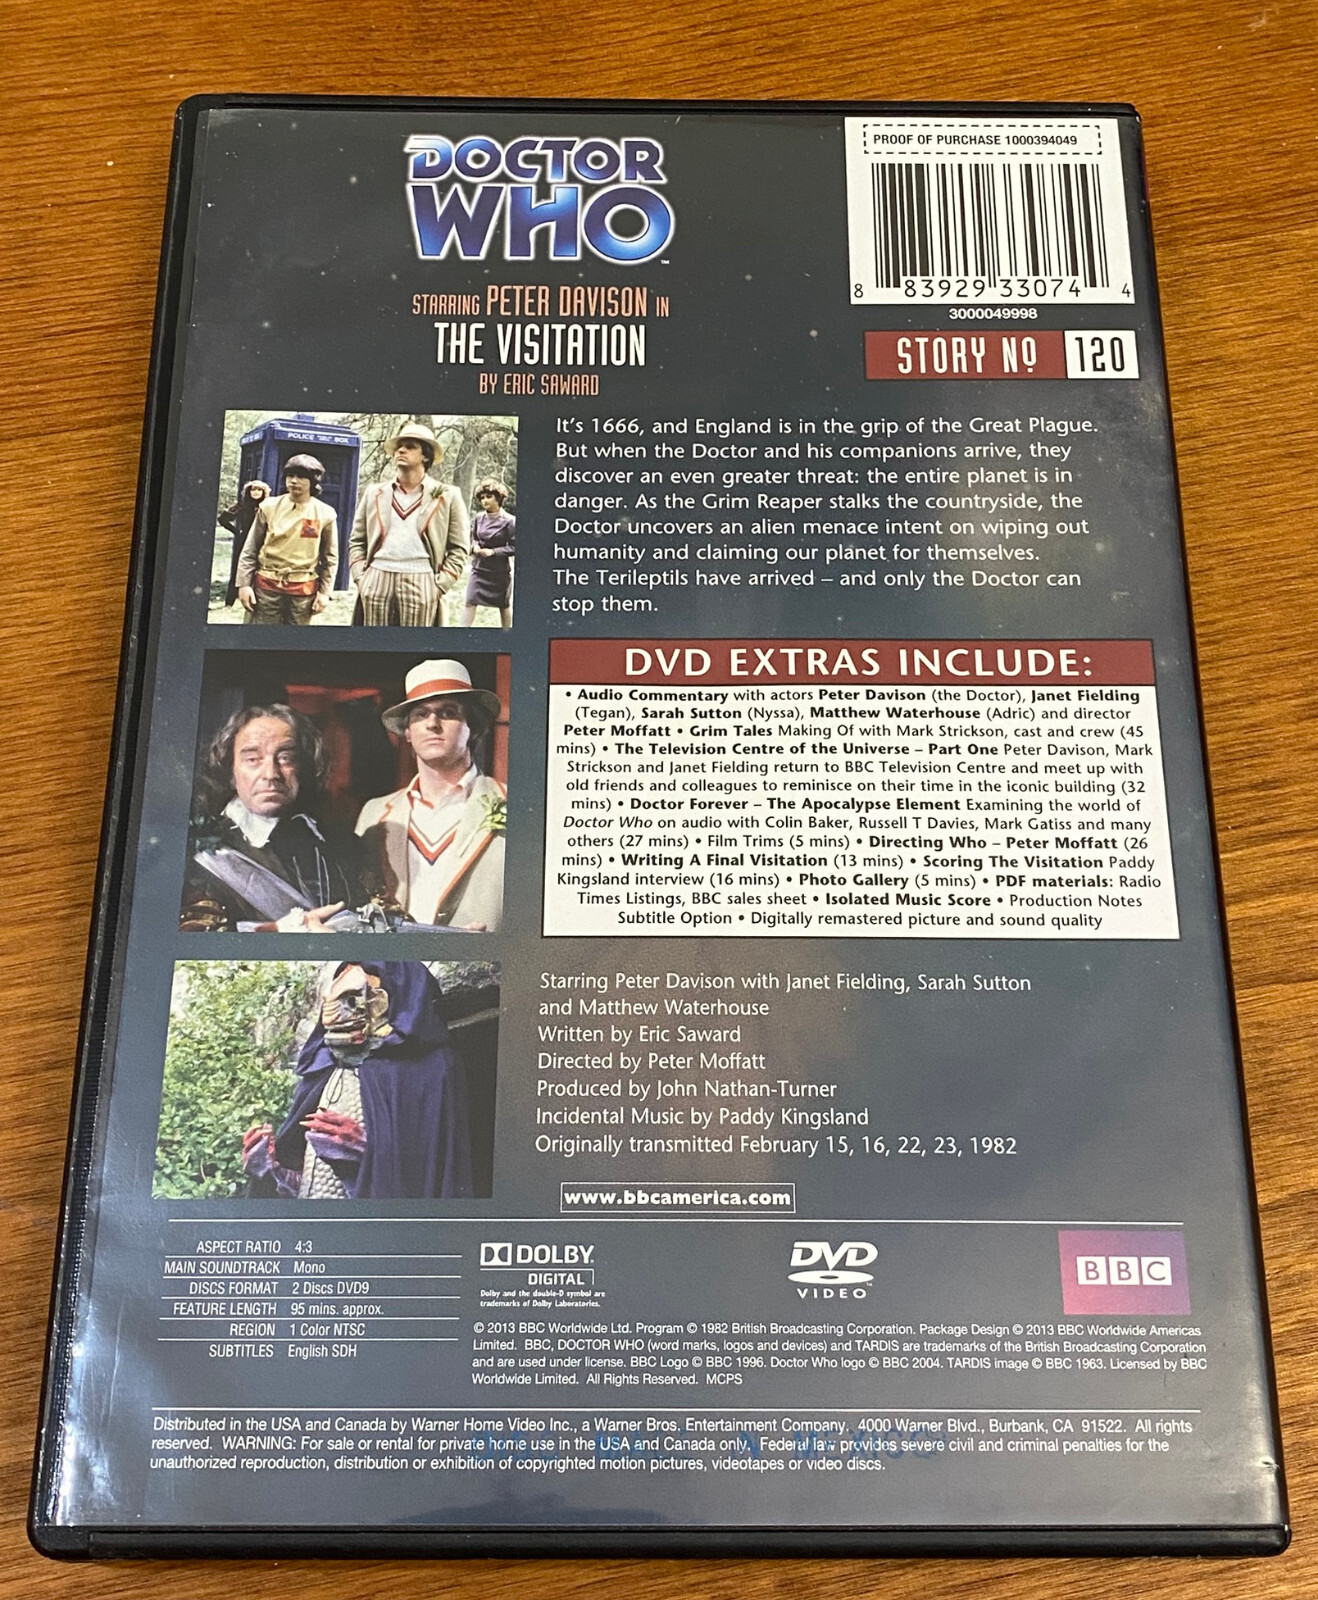 PROOF OF PURCHASE 1000394049
8 83929 33074 4
3000049998
DOCTOR
WHO
™
STARRING PETER DAVISON IN
THE VISITATION
BY ERIC SAWARD
STORY Nº 120
POLICE BOX
It's 1666, and England is in the grip of the Great Plague.
But when the Doctor and his companions arrive, they
discover an even greater threat: the entire planet is in
danger. As the Grim Reaper stalks the countryside, the
Doctor uncovers an alien menace intent on wiping out
humanity and claiming our planet for themselves.
The Terileptils have arrived – and only the Doctor can
stop them.
DVD EXTRAS INCLUDE:
• Audio Commentary with actors Peter Davison (the Doctor), Janet Fielding
(Tegan), Sarah Sutton (Nyssa), Matthew Waterhouse (Adric) and director
Peter Moffatt • Grim Tales Making Of with Mark Strickson, cast and crew (45
mins) • The Television Centre of the Universe – Part One Peter Davison, Mark
Strickson and Janet Fielding return to BBC Television Centre and meet up with
old friends and colleagues to reminisce on their time in the iconic building (32
mins) • Doctor Forever – The Apocalypse Element Examining the world of
Doctor Who on audio with Colin Baker, Russell T Davies, Mark Gatiss and many
others (27 mins) • Film Trims (5 mins) • Directing Who – Peter Moffatt (26
mins) • Writing A Final Visitation (13 mins) • Scoring The Visitation Paddy
Kingsland interview (16 mins) • Photo Gallery (5 mins) • PDF materials: Radio
Times Listings, BBC sales sheet • Isolated Music Score • Production Notes
Subtitle Option • Digitally remastered picture and sound quality
Starring Peter Davison with Janet Fielding, Sarah Sutton
and Matthew Waterhouse
Written by Eric Saward
Directed by Peter Moffatt
Produced by John Nathan-Turner
Incidental Music by Paddy Kingsland
Originally transmitted February 15, 16, 22, 23, 1982
www.bbcamerica.com
ASPECT RATIO 4:3
MAIN SOUNDTRACK Mono
DISCS FORMAT 2 Discs DVD9
FEATURE LENGTH 95 mins. approx.
REGION 1 Color NTSC
SUBTITLES English SDH
DOLBY
DIGITAL
Dolby and the double-D symbol are
trademarks of Dolby Laboratories.
DVD
VIDEO
™
BBC
© 2013 BBC Worldwide Ltd. Program © 1982 British Broadcasting Corporation. Package Design © 2013 BBC Worldwide Americas
Limited. BBC, DOCTOR WHO (word marks, logos and devices) and TARDIS are trademarks of the British Broadcasting Corporation
and are used under license. BBC Logo © BBC 1996. Doctor Who logo © BBC 2004. TARDIS image © BBC 1963. Licensed by BBC
Worldwide Limited. All Rights Reserved. MCPS
Distributed in the USA and Canada by Warner Home Video Inc., a Warner Bros. Entertainment Company. 4000 Warner Blvd., Burbank, CA 91522. All rights
reserved. WARNING: For sale or rental for private home use in the USA and Canada only. Federal law provides severe civil and criminal penalties for the
unauthorized reproduction, distribution or exhibition of copyrighted motion pictures, videotapes or video discs.
MEXICO